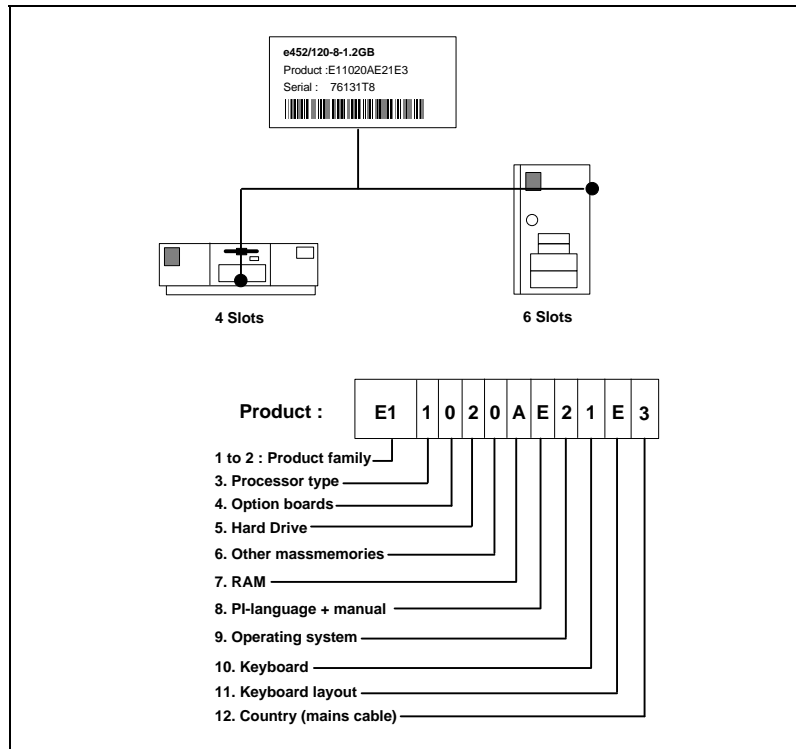 e452/120-8-1.2GB
Product :E11020AE21E3
Serial : 76131T8
4 Slots
6 Slots
Product : E1 1 0 2 0 A E 2 1 E 3
1 to 2 : Product family
3. Processor type
4. Option boards
5. Hard Drive
6. Other massmemories
7. RAM
8. PI-language + manual
9. Operating system
10. Keyboard
11. Keyboard layout
12. Country (mains cable)